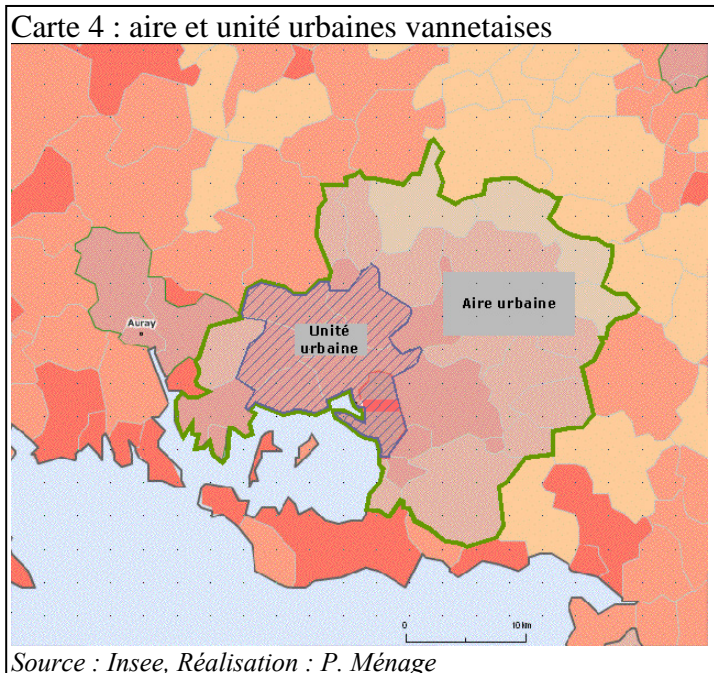 Carte 4 : aire et unité urbaines vannetaises
Auray
Aire urbaine
Unité
urbaine
0 10 km
Source : Insee, Réalisation : P. Ménage